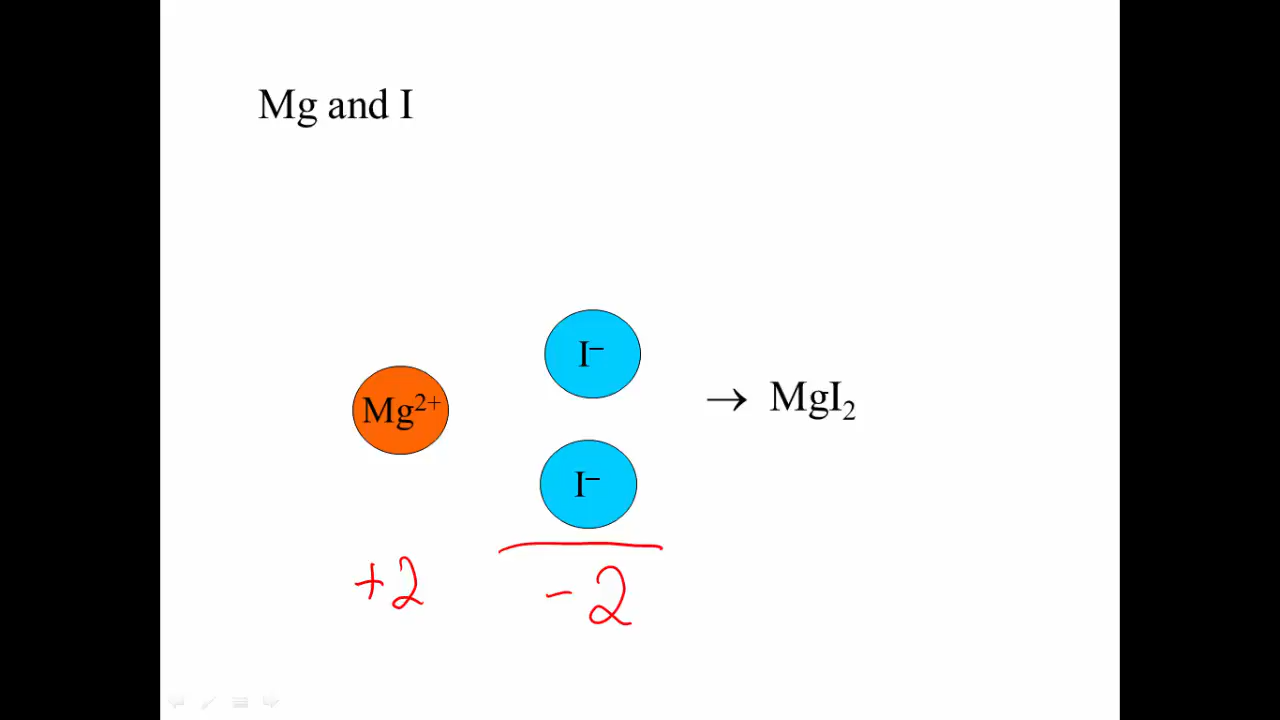 Mg and I
I⁻
Mg²⁺
→ MgI₂
I⁻
+2
-2